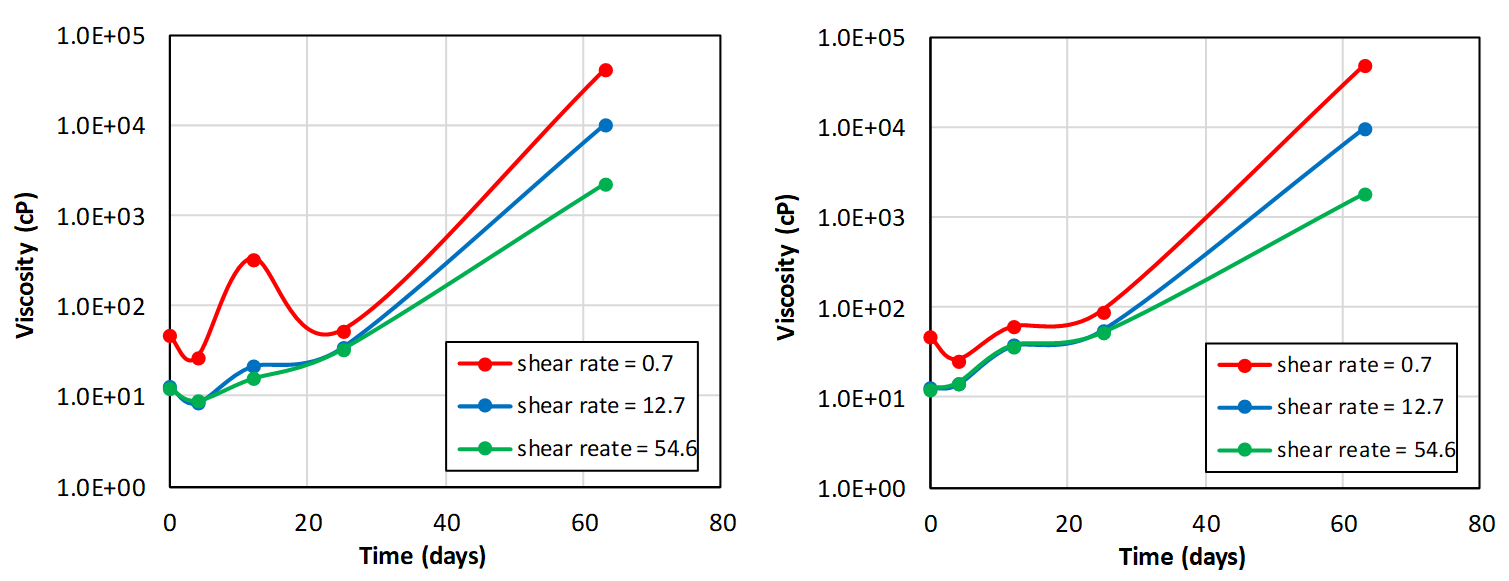 1.0E+05
1.0E+04
1.0E+03
1.0E+02
1.0E+01
1.0E+00
Viscosity (cP)
0 20 40 60 80
Time (days)
shear rate = 0.7
shear rate = 12.7
shear reate = 54.6
1.0E+05
1.0E+04
1.0E+03
1.0E+02
1.0E+01
1.0E+00
Viscosity (cP)
0 20 40 60 80
Time (days)
shear rate = 0.7
shear rate = 12.7
shear reate = 54.6